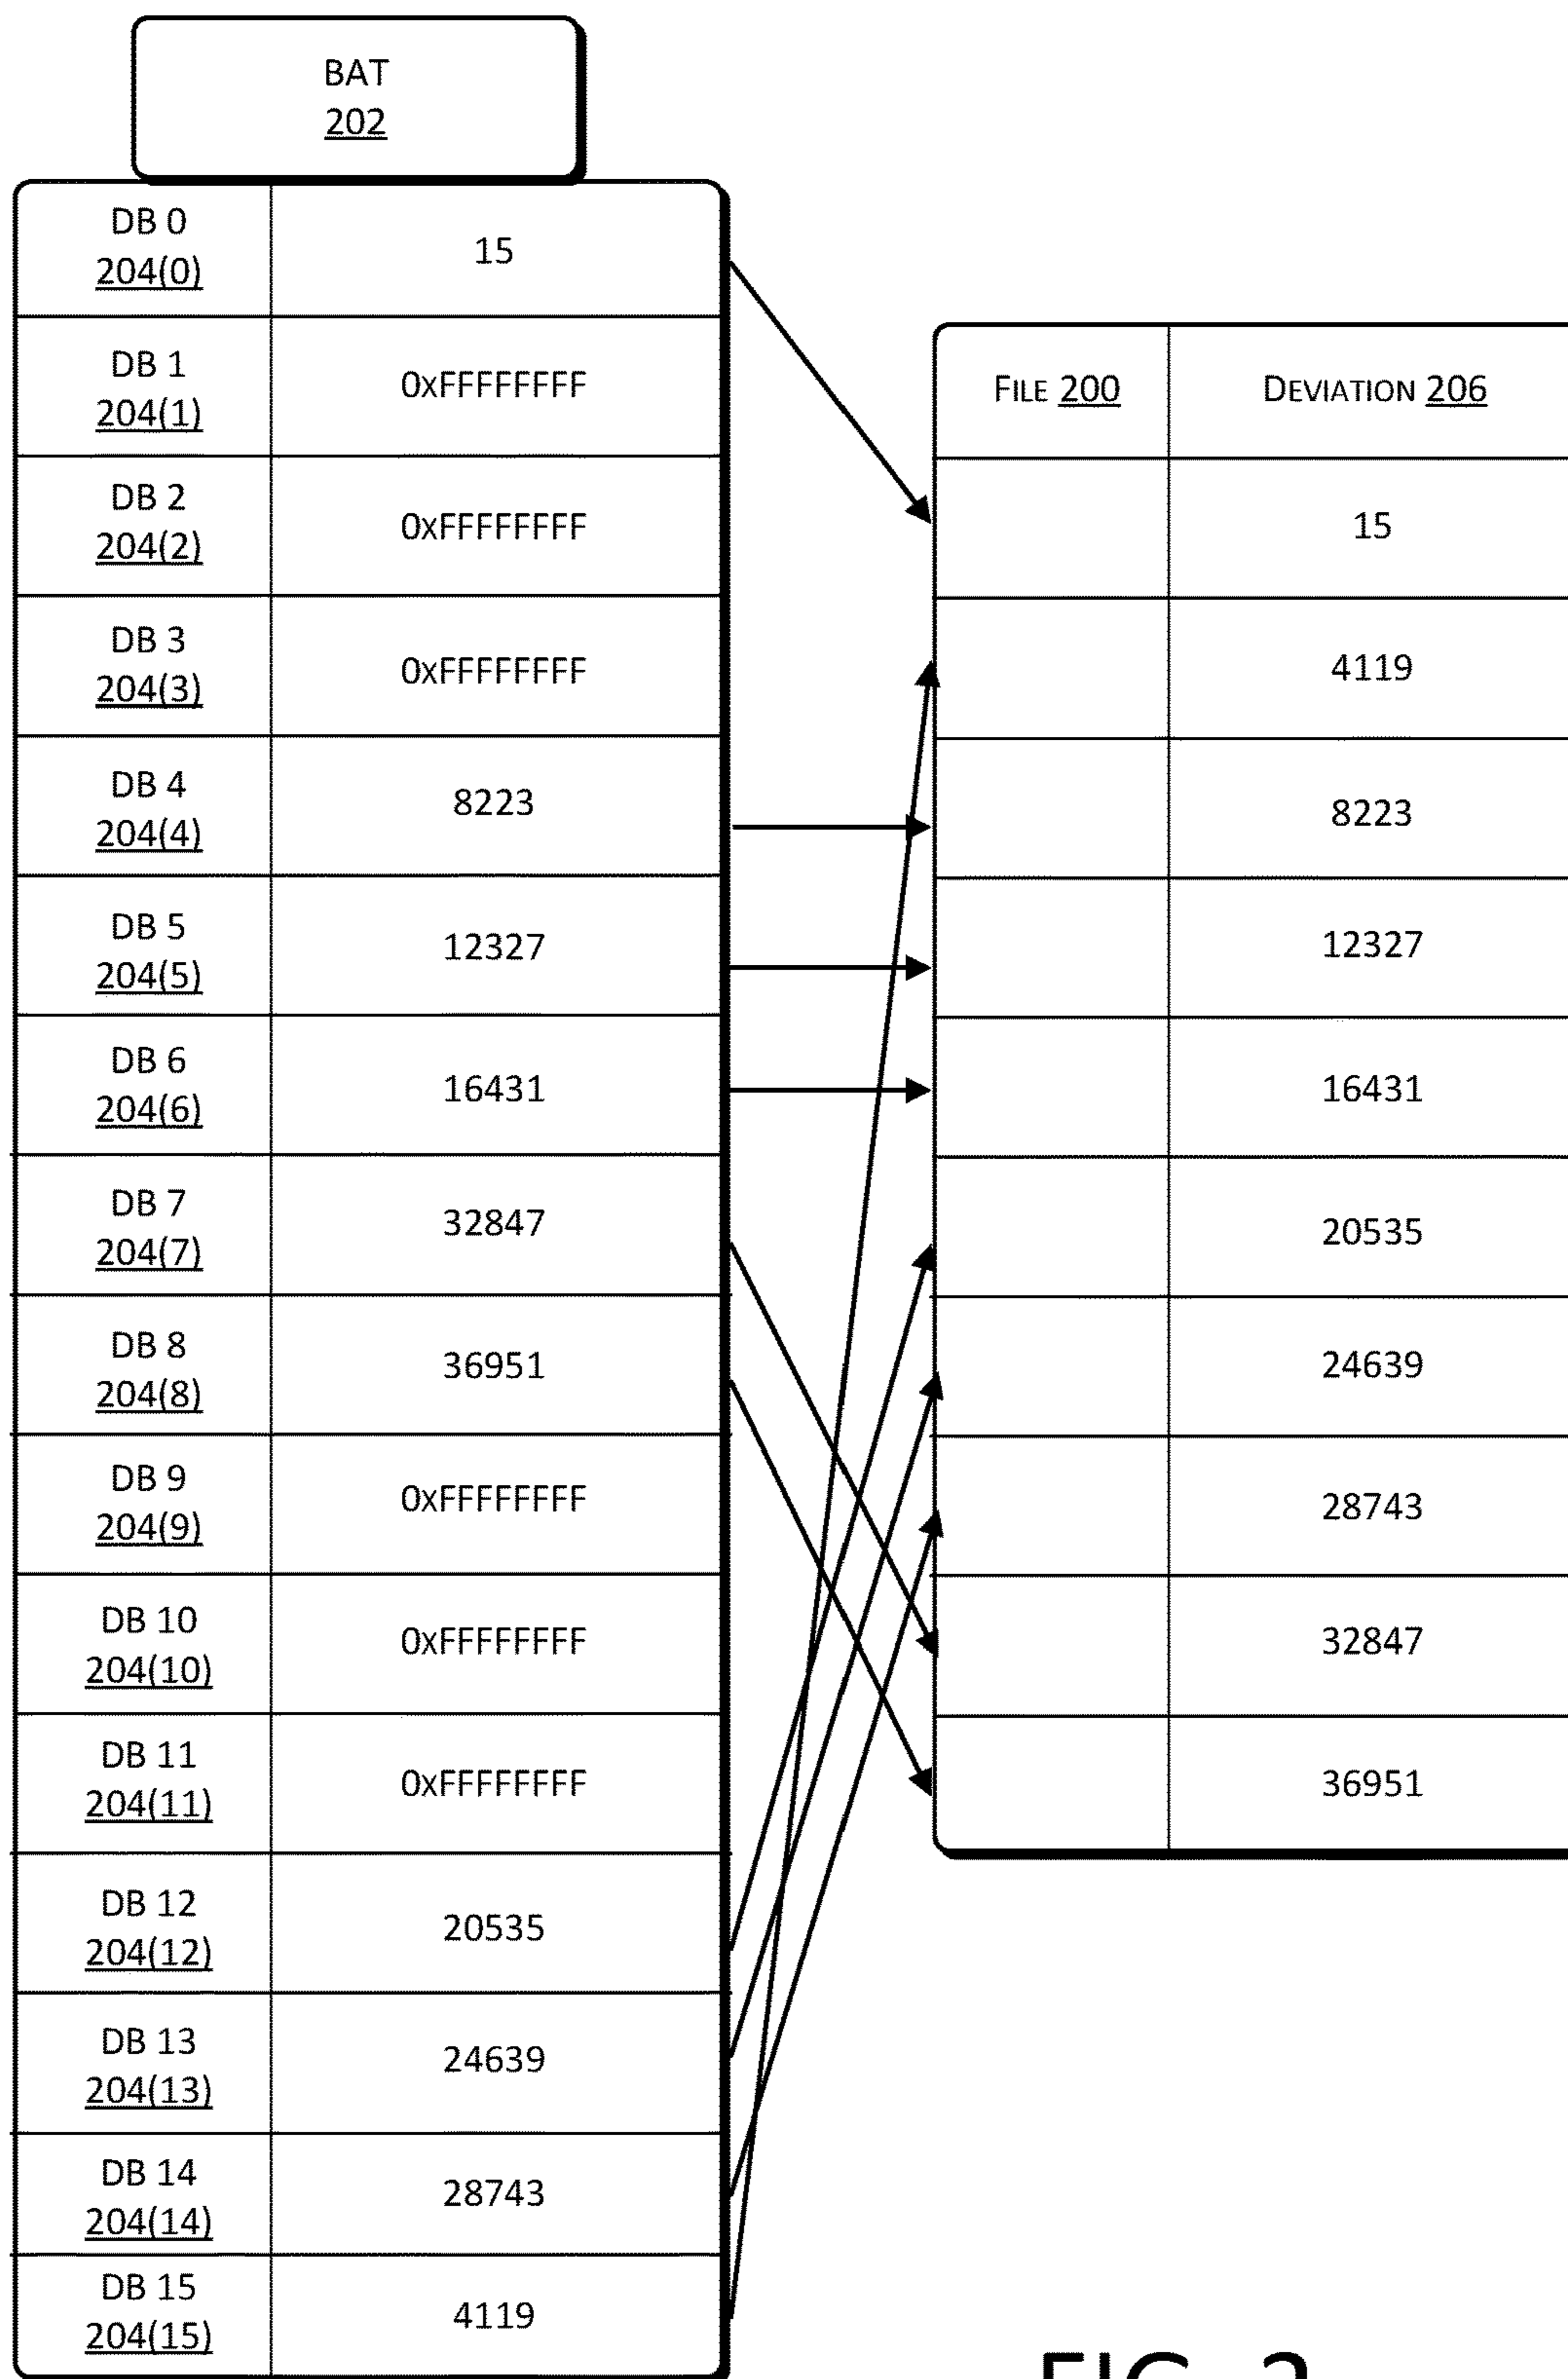 BAT
202
DB 0
204(0)
15
DB 1
204(1)
0xFFFFFFFF
DB 2
204(2)
0xFFFFFFFF
DB 3
204(3)
0xFFFFFFFF
DB 4
204(4)
8223
DB 5
204(5)
12327
DB 6
204(6)
16431
DB 7
204(7)
32847
DB 8
204(8)
36951
DB 9
204(9)
0xFFFFFFFF
DB 10
204(10)
0xFFFFFFFF
DB 11
204(11)
0xFFFFFFFF
DB 12
204(12)
20535
DB 13
204(13)
24639
DB 14
204(14)
28743
DB 15
204(15)
4119
FILE 200 DEVIATION 206
15
4119
8223
12327
16431
20535
24639
28743
32847
36951
FIG.